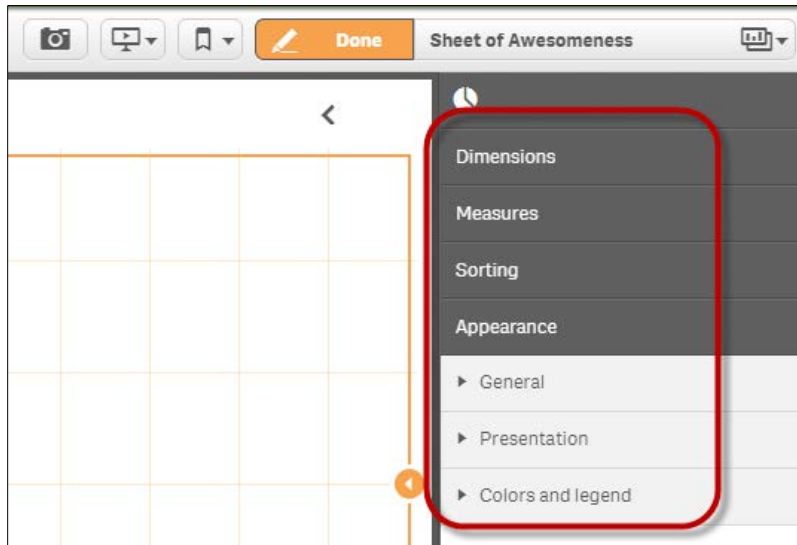 Done Sheet of Awesomeness
Dimensions
Measures
Sorting
Appearance
General
Presentation
Colors and legend